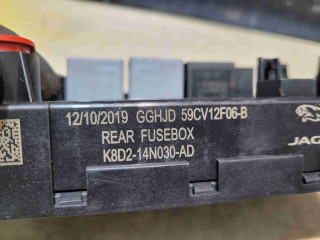 12/10/2019 GGHJD 59CV12F06-B
REAR FUSEBOX
K8D2-14N030-AD
JAG